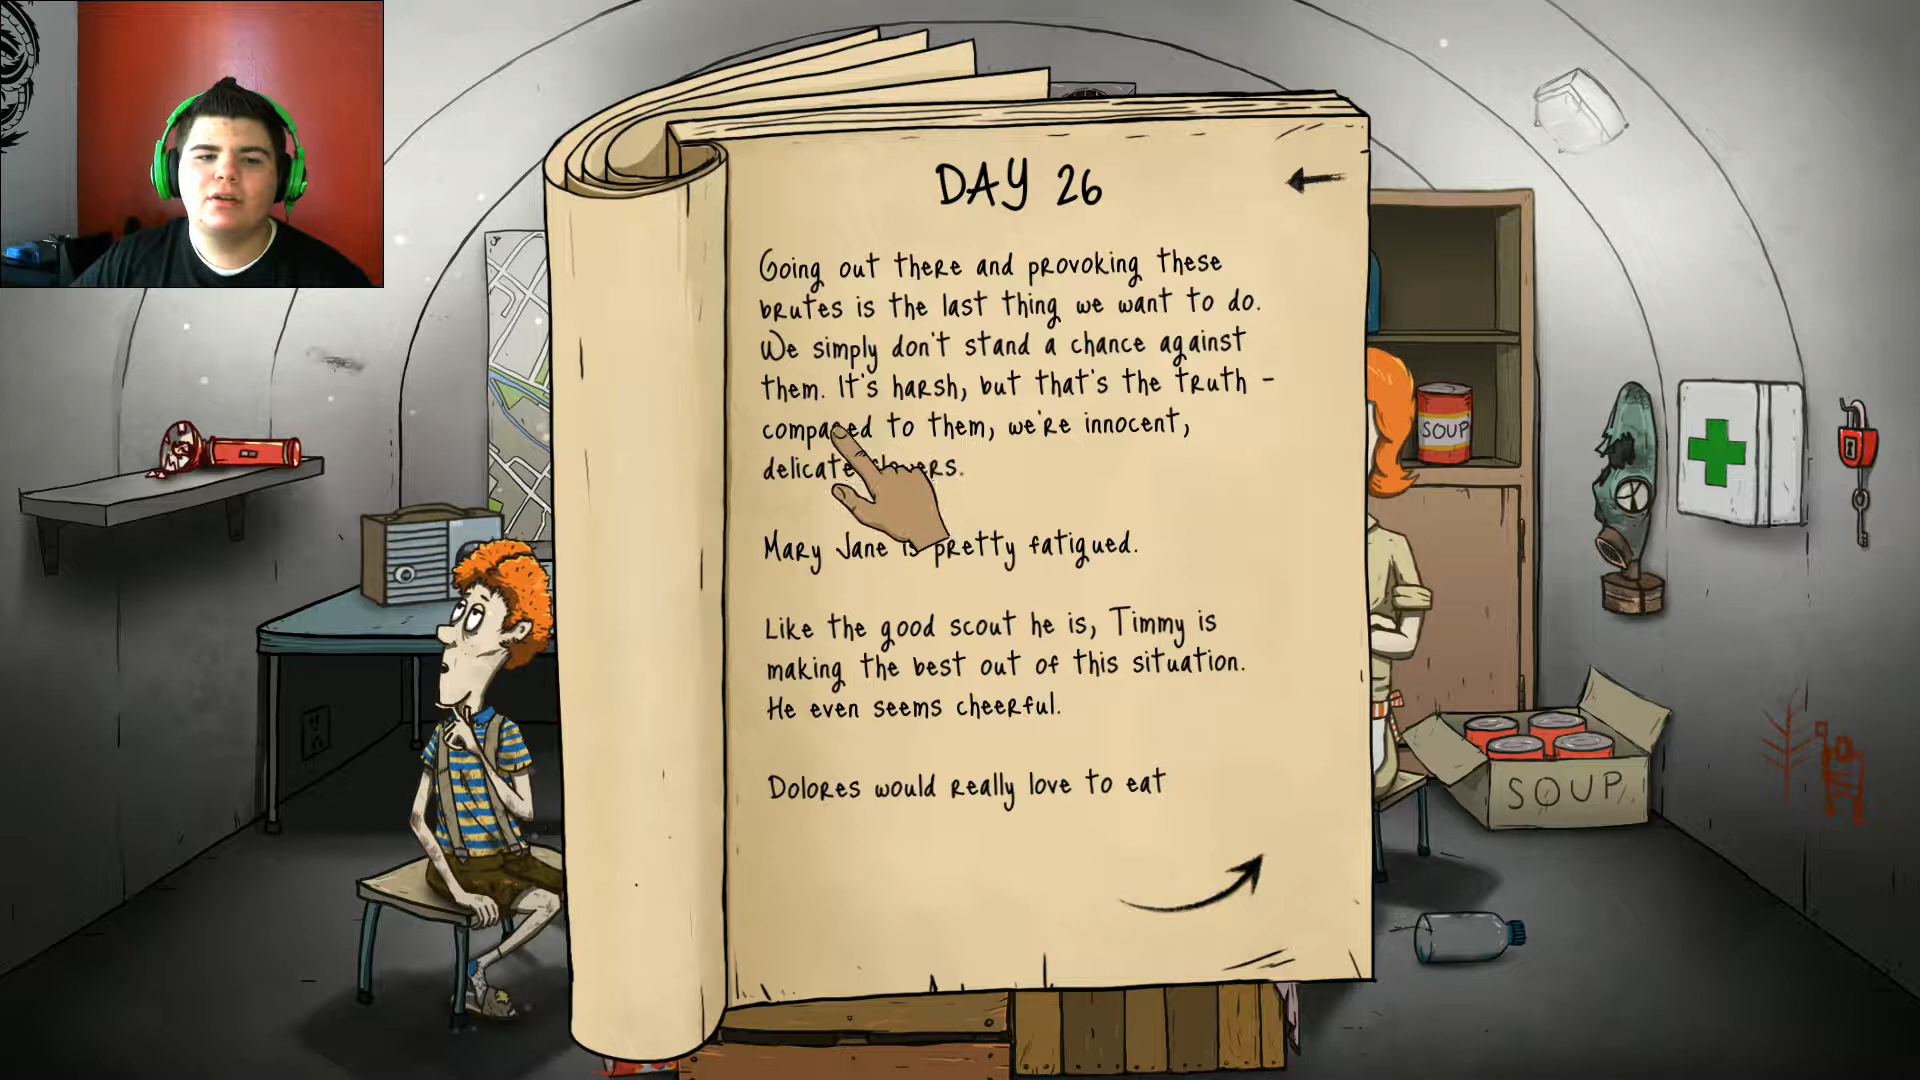 DAY 26
Going out there and provoking these
brutes is the last thing we want to do.
We simply don't stand a chance against
them. It's harsh, but that's the truth -
compared to them, we're innocent,
delicate flowers.
Mary Jane is pretty fatigued.
Like the good scout he is, Timmy is
making the best out of this situation.
He even seems cheerful.
Dolores would really love to eat
SOUP
SOUP